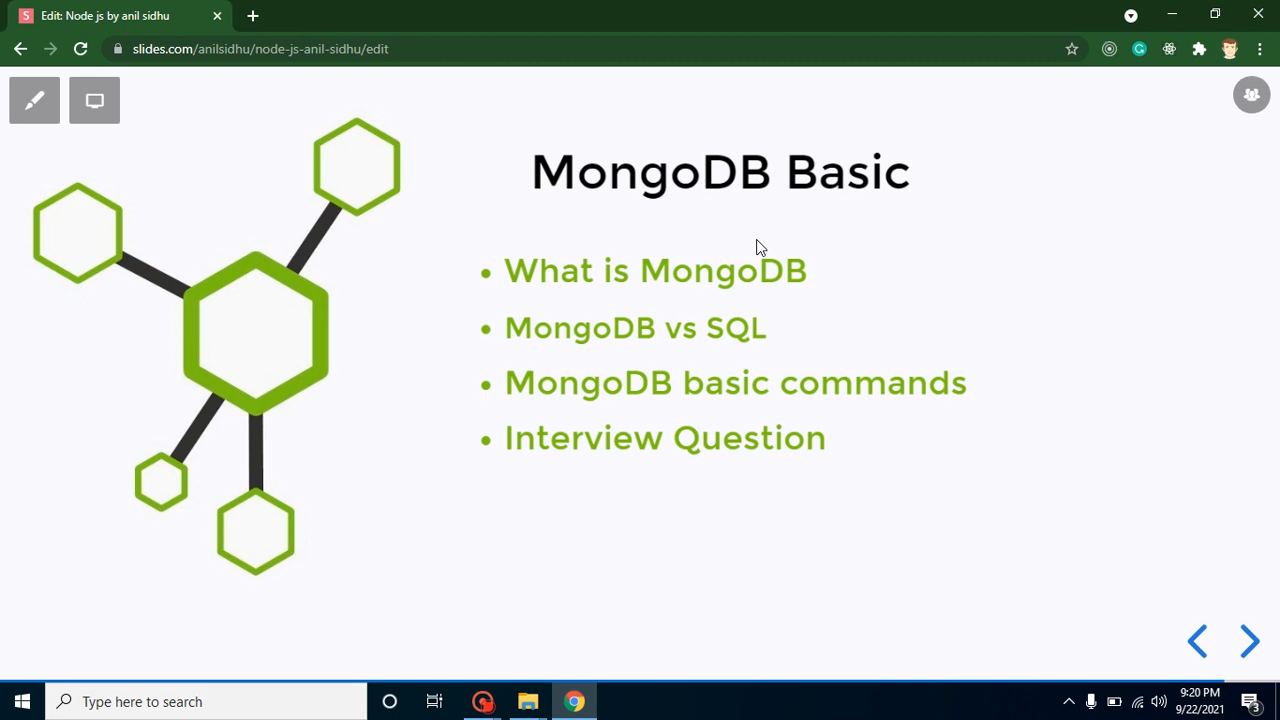 S Edit: Node js by anil sidhu
slides.com/anilsidhu/node-js-anil-sidhu/edit
MongoDB Basic
• What is MongoDB
• MongoDB vs SQL
• MongoDB basic commands
• Interview Question
Type here to search
9:20 PM
9/22/2021
3